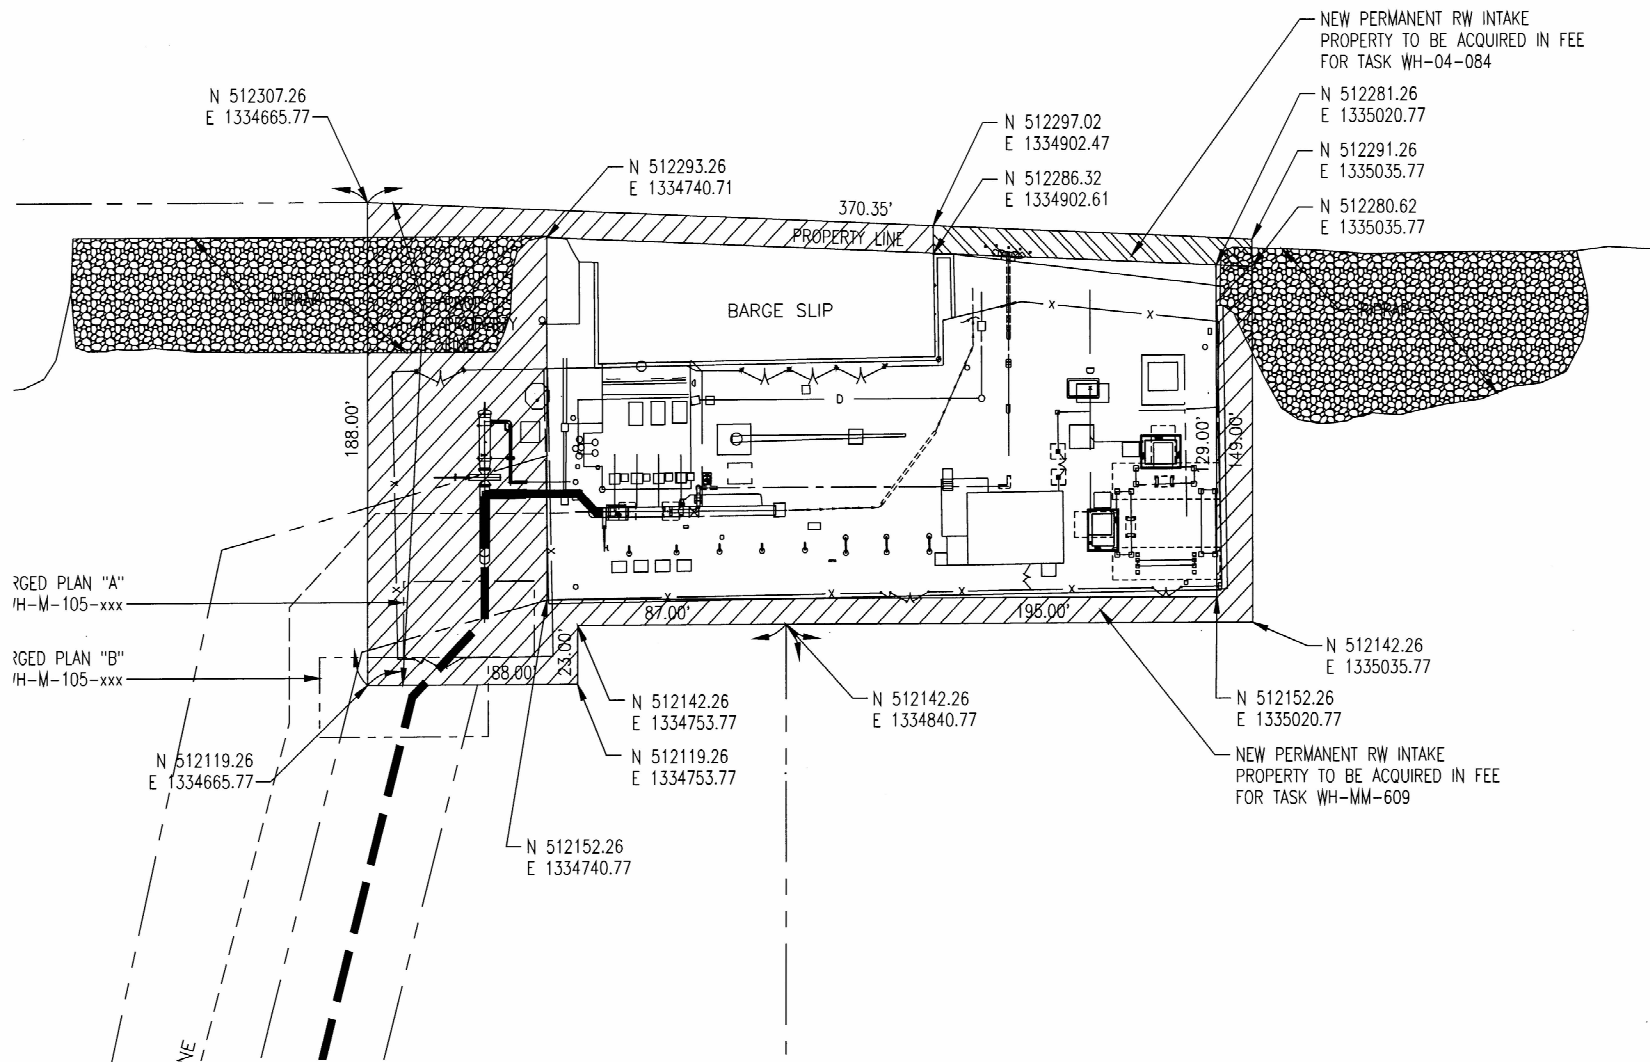 NEW PERMANENT RW INTAKE
PROPERTY TO BE ACQUIRED IN FEE
FOR TASK WH-04-084
N 512307.26
E 1334665.77
N 512281.26
E 1335020.77
N 512297.02
E 1334902.47
N 512291.26
E 1335035.77
N 512293.26
E 1334740.71
N 512286.32
E 1334902.61
N 512280.62
E 1335035.77
370.35'
PROPERTY LINE
RIPRAP
PROPERTY
BARGE SLIP
RIPRAP
X
X
D
D
188.00'
29.00'
149.00'
X
X
X
RGED PLAN "A"
/H-M-105-xxx
X
X
X
X
87.00'
195.00'
RGED PLAN "B"
/H-M-105-xxx
88.00'
23.00'
N 512142.26
E 1335035.77
N 512142.26
E 1334753.77
N 512142.26
E 1334840.77
N 512152.26
E 1335020.77
N 512119.26
E 1334665.77
N 512119.26
E 1334753.77
NEW PERMANENT RW INTAKE
PROPERTY TO BE ACQUIRED IN FEE
FOR TASK WH-MM-609
N 512152.26
E 1334740.77
NE